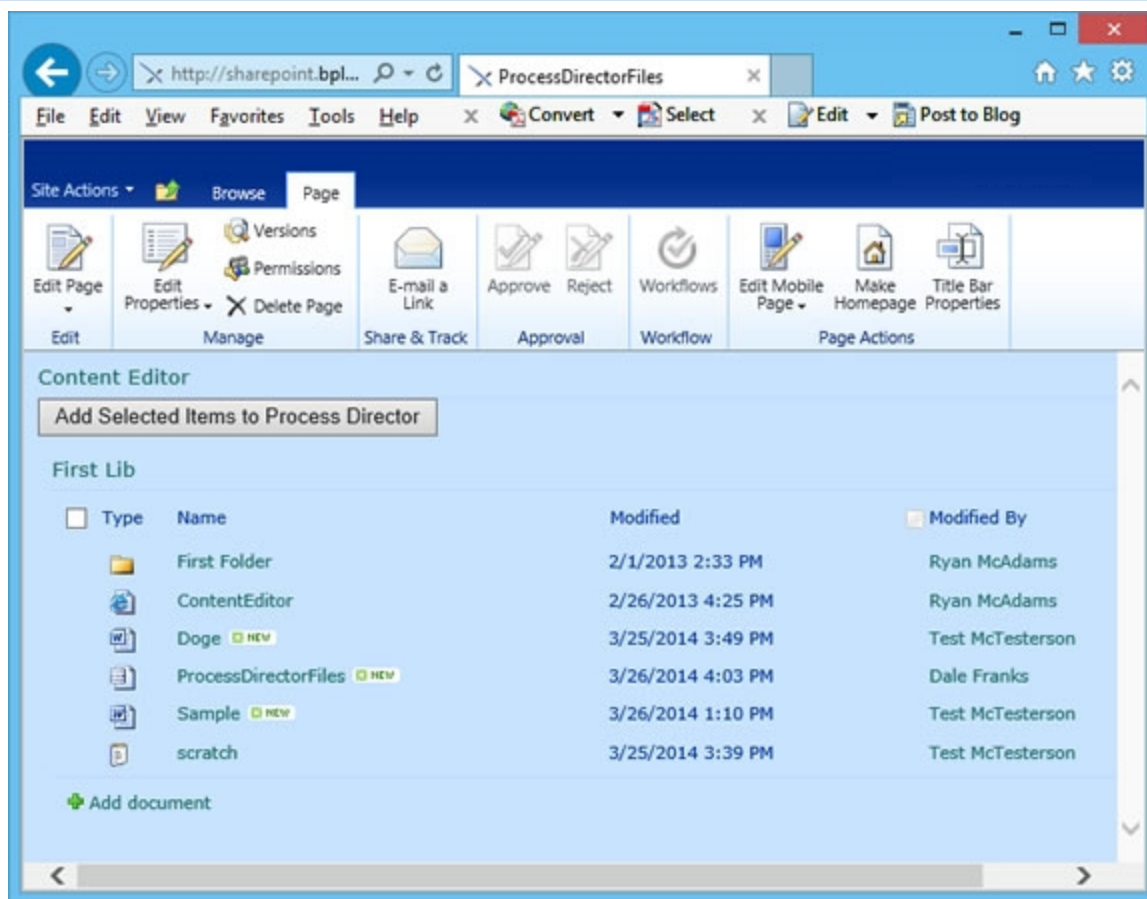 http://sharepoint.bpl... ProcessDirectorFiles
File Edit View Favorites Tools Help Convert Select Edit Post to Blog
Site Actions Browse Page
Edit Page
Edit Properties
Versions
Permissions
Delete Page
E-mail a Link
Approve Reject
Workflows
Edit Mobile Page
Make Homepage
Title Bar Properties
Edit Manage Share & Track Approval Workflow Page Actions
Content Editor
Add Selected Items to Process Director
First Lib
Type Name Modified Modified By
First Folder 2/1/2013 2:33 PM Ryan McAdams
ContentEditor 2/26/2013 4:25 PM Ryan McAdams
Doge NEW 3/25/2014 3:49 PM Test McTesterson
ProcessDirectorFiles NEW 3/26/2014 4:03 PM Dale Franks
Sample NEW 3/26/2014 1:10 PM Test McTesterson
scratch 3/25/2014 3:39 PM Test McTesterson
Add document